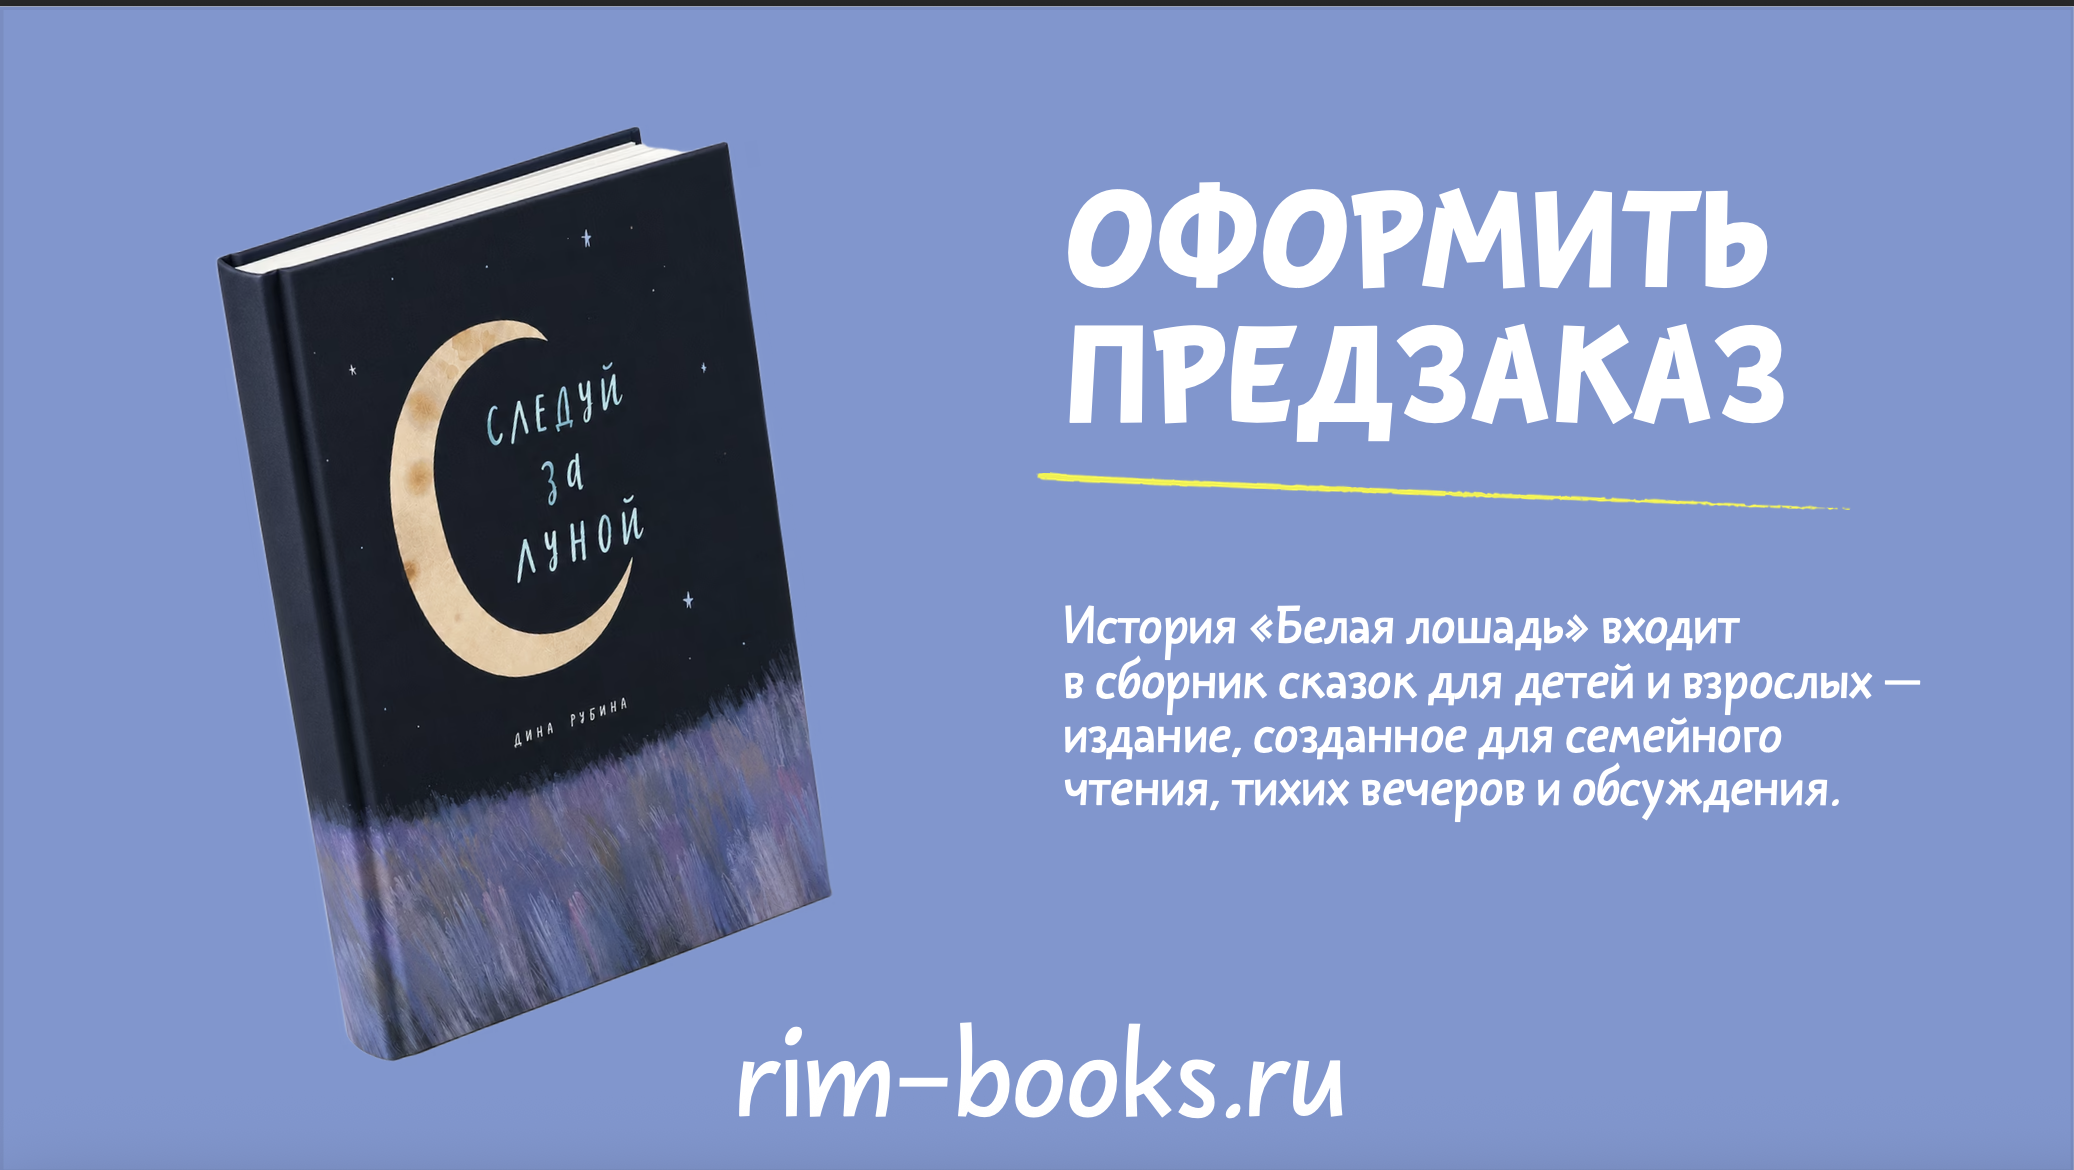 СЛЕДУЙ
за
ЛУНОЙ
ДИНА РУБИНА
ОФОРМИТЬ
ПРЕДЗАКАЗ
История «Белая лошадь» входит
в сборник сказок для детей и взрослых —
издание, созданное для семейного
чтения, тихих вечеров и обсуждения.
rim-books.ru